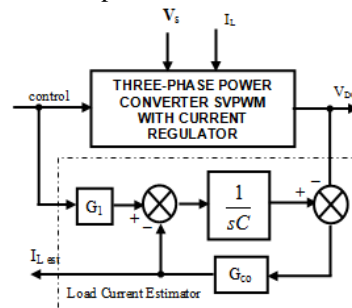 Vs
IL
THREE-PHASE POWER
CONVERTER SVPWM
WITH CURRENT
REGULATOR
control
G1
+
−
1
sC
+
−
IL est
Gco
Load Current Estimator